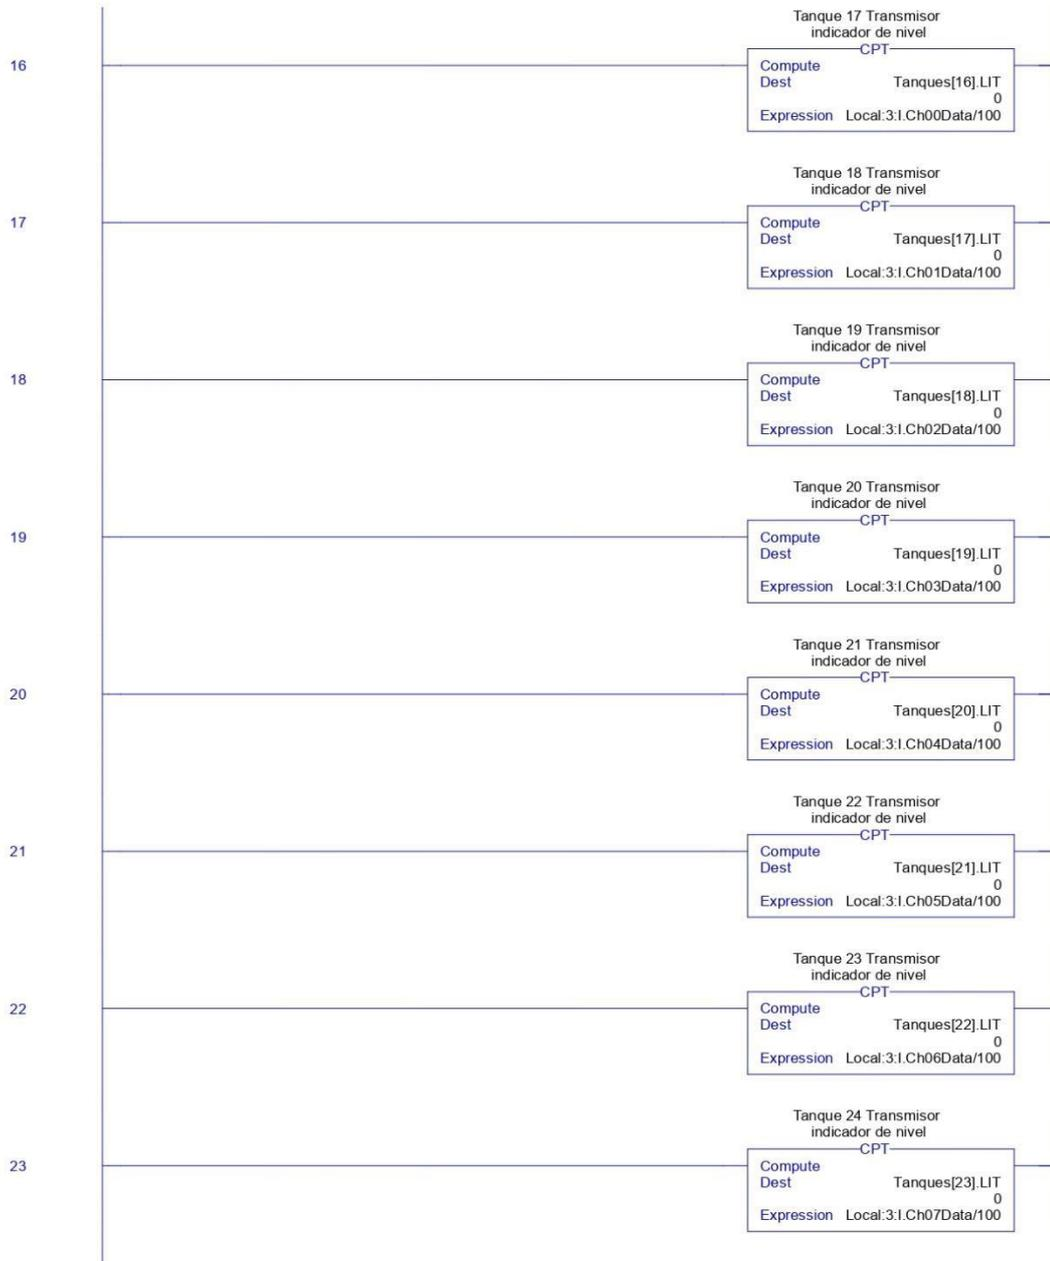 Tanque 17 Transmisor
indicador de nivel
CPT
16
Compute
Dest Tanques[16].LIT
0
Expression Local:3:I.Ch00Data/100
Tanque 18 Transmisor
indicador de nivel
CPT
17
Compute
Dest Tanques[17].LIT
0
Expression Local:3:I.Ch01Data/100
Tanque 19 Transmisor
indicador de nivel
CPT
18
Compute
Dest Tanques[18].LIT
0
Expression Local:3:I.Ch02Data/100
Tanque 20 Transmisor
indicador de nivel
CPT
19
Compute
Dest Tanques[19].LIT
0
Expression Local:3:I.Ch03Data/100
Tanque 21 Transmisor
indicador de nivel
CPT
20
Compute
Dest Tanques[20].LIT
0
Expression Local:3:I.Ch04Data/100
Tanque 22 Transmisor
indicador de nivel
CPT
21
Compute
Dest Tanques[21].LIT
0
Expression Local:3:I.Ch05Data/100
Tanque 23 Transmisor
indicador de nivel
CPT
22
Compute
Dest Tanques[22].LIT
0
Expression Local:3:I.Ch06Data/100
Tanque 24 Transmisor
indicador de nivel
CPT
23
Compute
Dest Tanques[23].LIT
0
Expression Local:3:I.Ch07Data/100